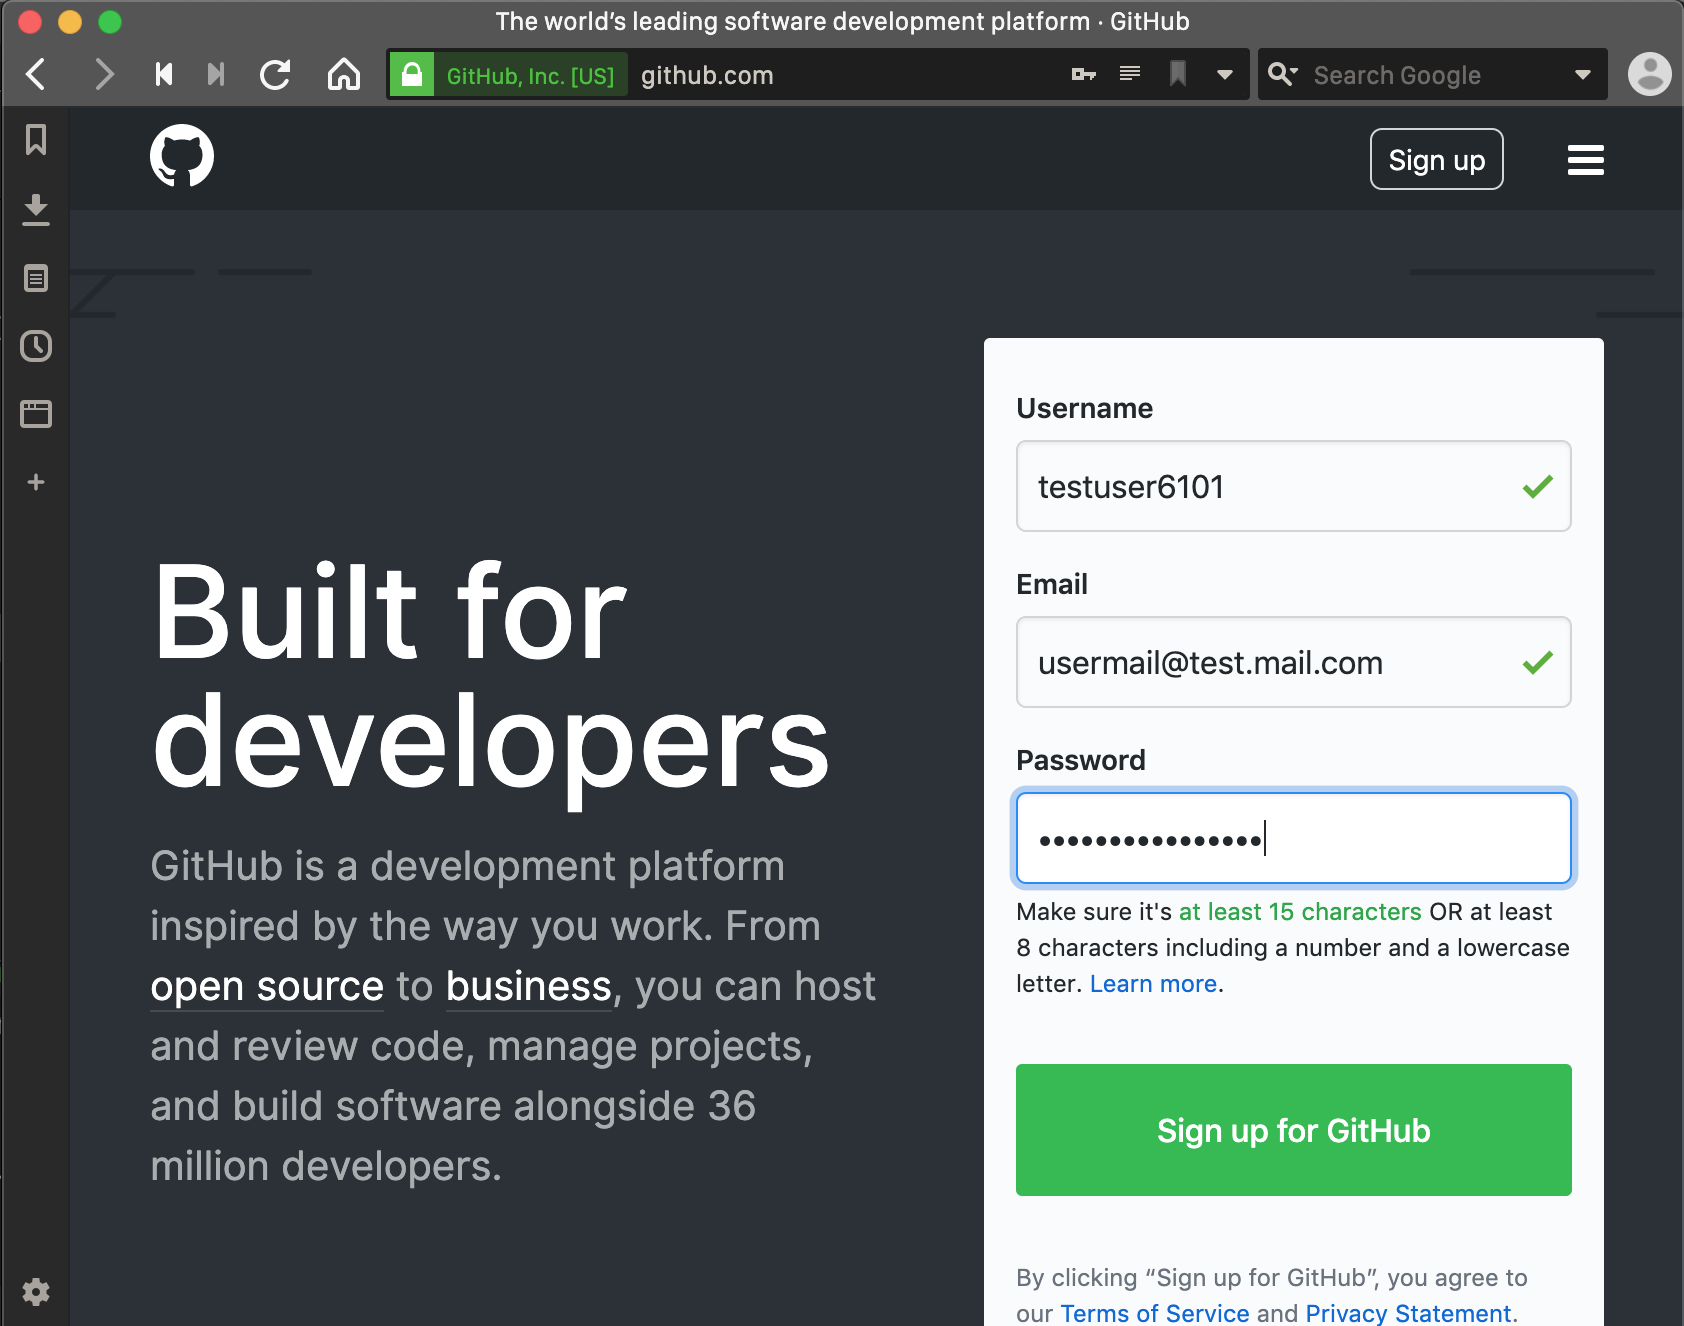 The world’s leading software development platform · GitHub
GitHub, Inc. [US] github.com Search Google
Sign up
Built for
developers
GitHub is a development platform
inspired by the way you work. From
open source to business, you can host
and review code, manage projects,
and build software alongside 36
million developers.
Username
testuser6101
Email
usermail@test.mail.com
Password
••••••••••••••••
Make sure it's at least 15 characters OR at least
8 characters including a number and a lowercase
letter. Learn more.
Sign up for GitHub
By clicking “Sign up for GitHub”, you agree to
our Terms of Service and Privacy Statement.